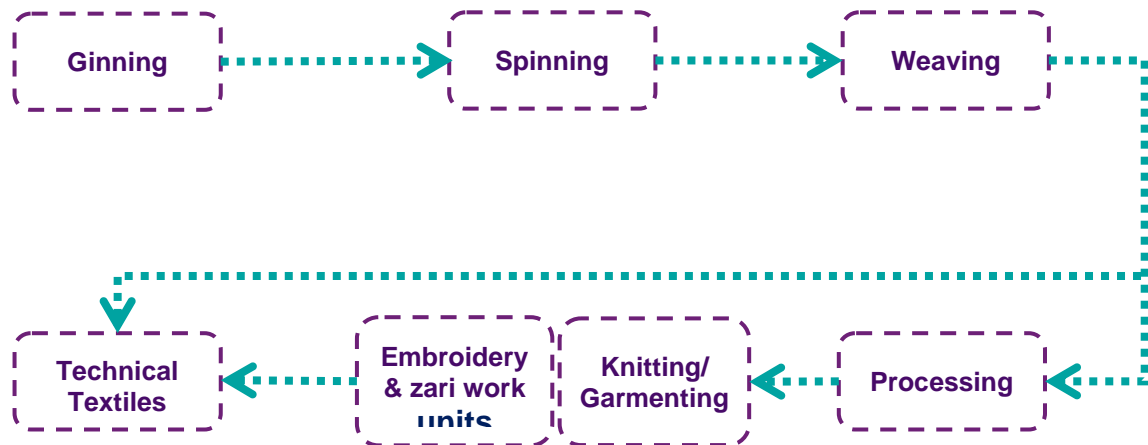 Ginning
Spinning
Weaving
Technical
Textiles
Embroidery
& zari work
units
Knitting/
Garmenting
Processing